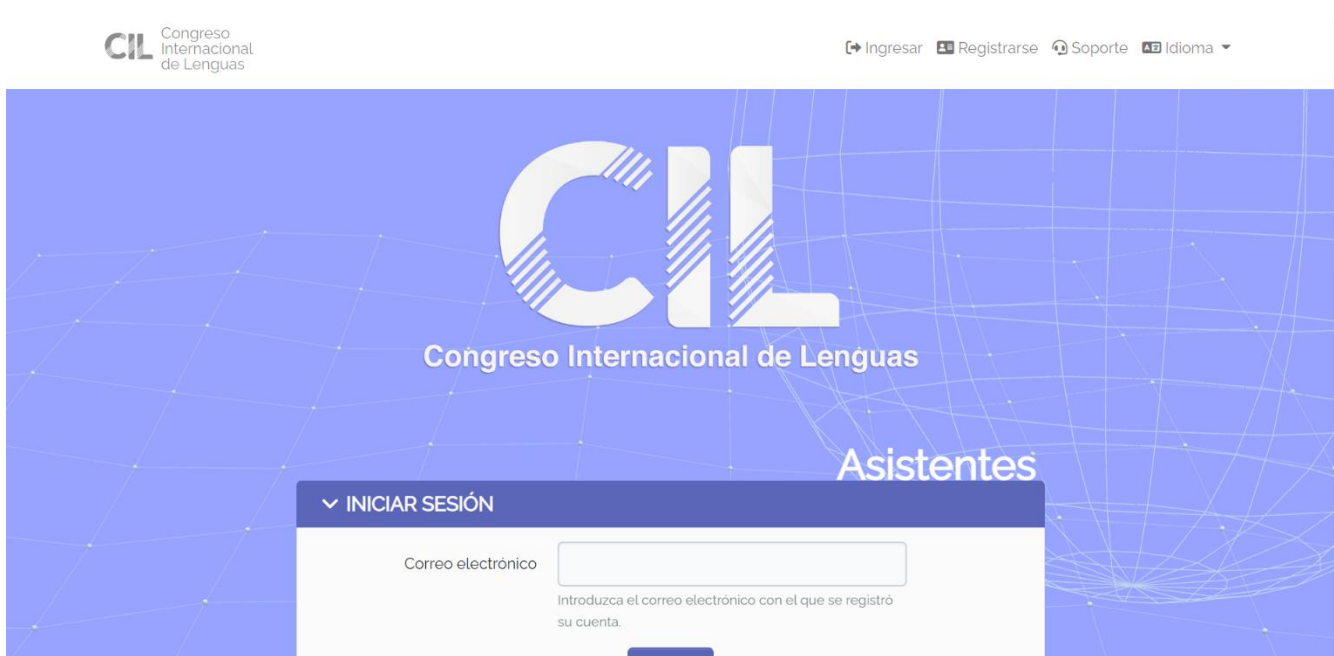 CIL
Congreso
Internacional
de Lenguas
Ingresar Registrarse Soporte Idioma
CIL
Congreso Internacional de Lenguas
Asistentes
INICIAR SESIÓN
Correo electrónico
Introduzca el correo electrónico con el que se registró
su cuenta.